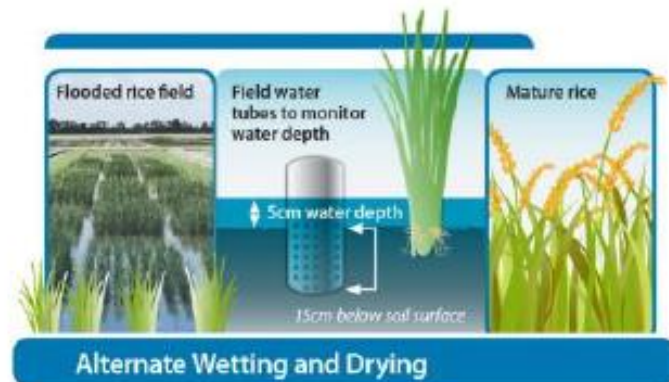 Flooded rice field
Field water
tubes to monitor
water depth
Mature rice
5cm water depth
15cm below soil surface
Alternate Wetting and Drying